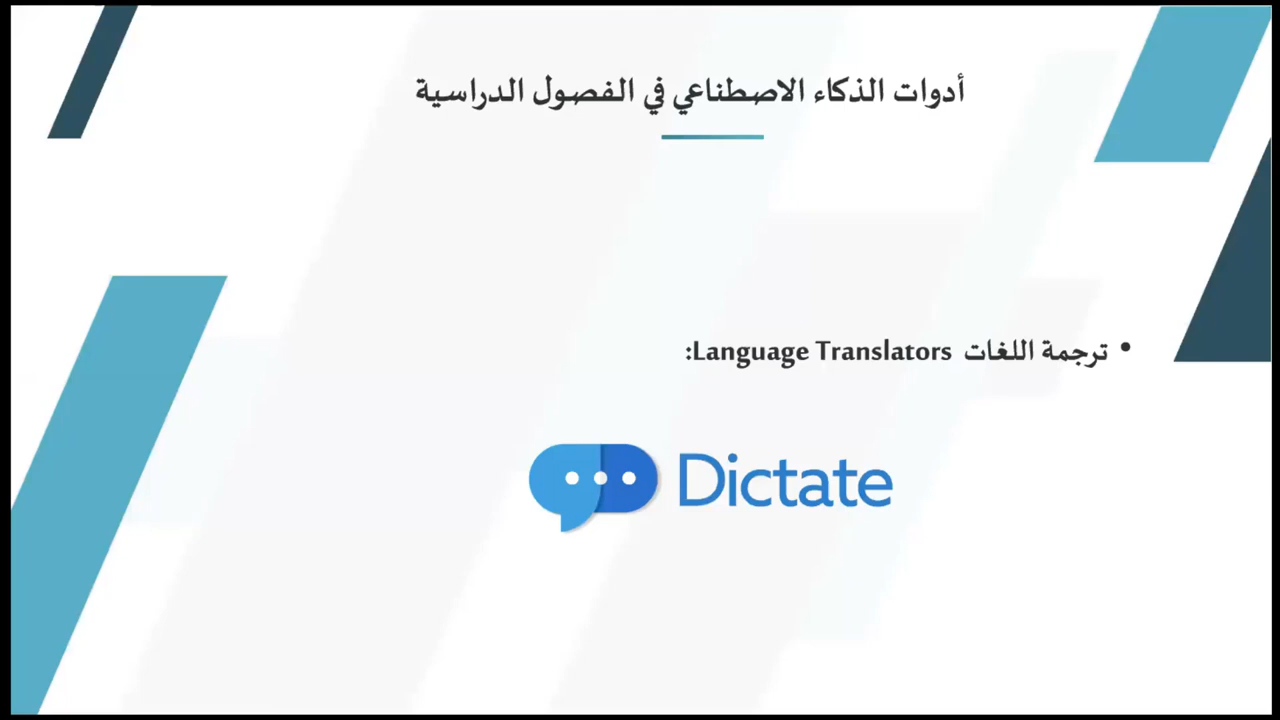 أدوات الذكاء الاصطناعي في الفصول الدراسية
• ترجمة اللغات Language Translators:
Dictate